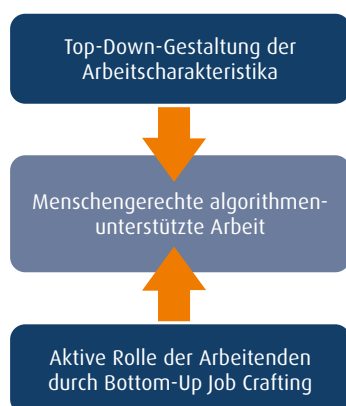 Top-Down-Gestaltung der
Arbeitscharakteristika
Menschengerechte algorithmen-
unterstützte Arbeit
Aktive Rolle der Arbeitenden
durch Bottom-Up Job Crafting